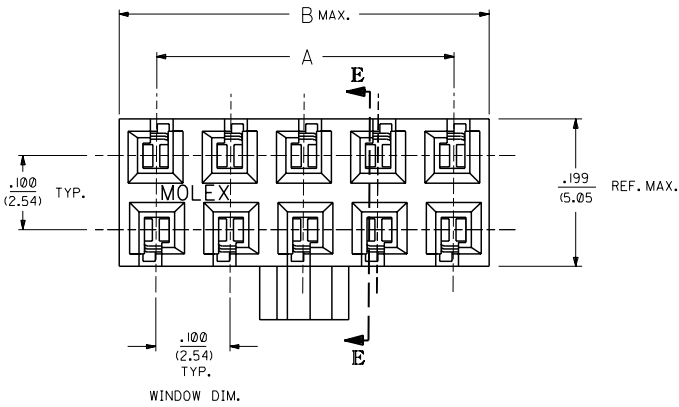 B MAX.
A
E
.100
(2.54)
TYP.
MOLEX
.199
(5.05
REF. MAX.
.100
(2.54)
TYP.
E
WINDOW DIM.